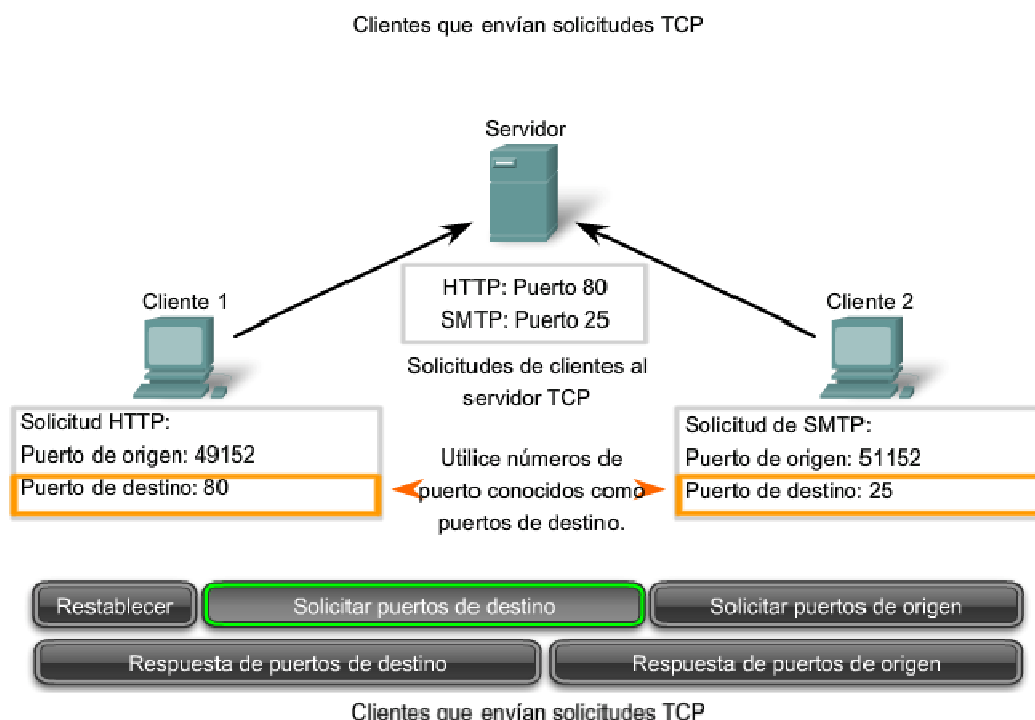 Clientes que envían solicitudes TCP
Servidor
HTTP: Puerto 80
SMTP: Puerto 25
Cliente 1
Cliente 2
Solicitudes de clientes al
servidor TCP
Solicitud HTTP:
Puerto de origen: 49152
Puerto de destino: 80
Utilice números de
puerto conocidos como
puertos de destino.
Solicitud de SMTP:
Puerto de origen: 51152
Puerto de destino: 25
Restablecer
Solicitar puertos de destino
Solicitar puertos de origen
Respuesta de puertos de destino
Respuesta de puertos de origen
Clientes que envían solicitudes TCP